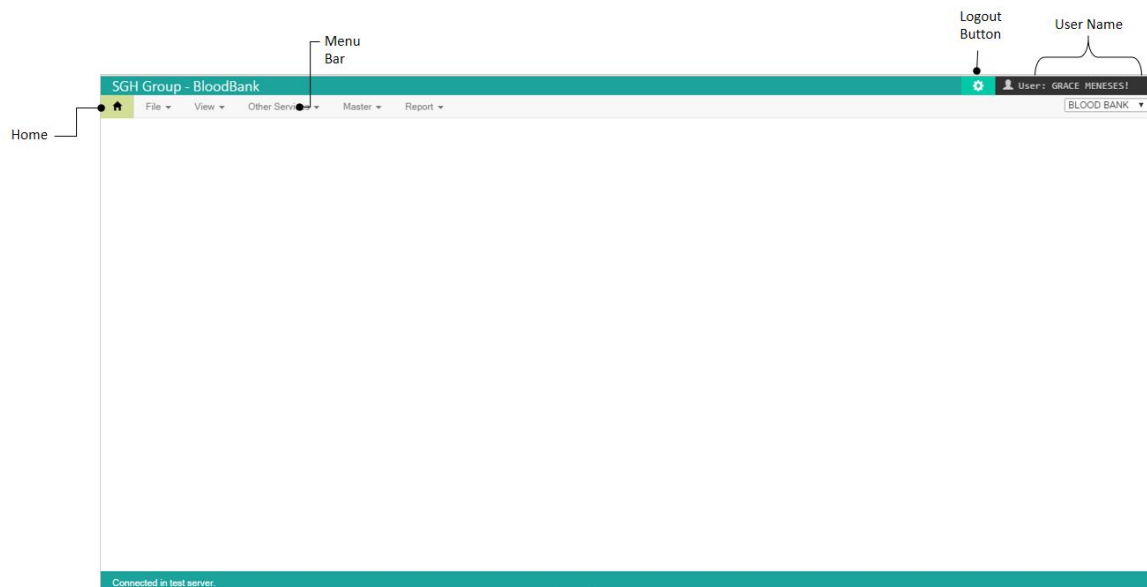 Logout
Button
User Name
Menu
Bar
SGH Group - BloodBank
User: GRACE MENESES!
File
View
Other Services
Master
Report
BLOOD BANK
Home
Connected in test server.